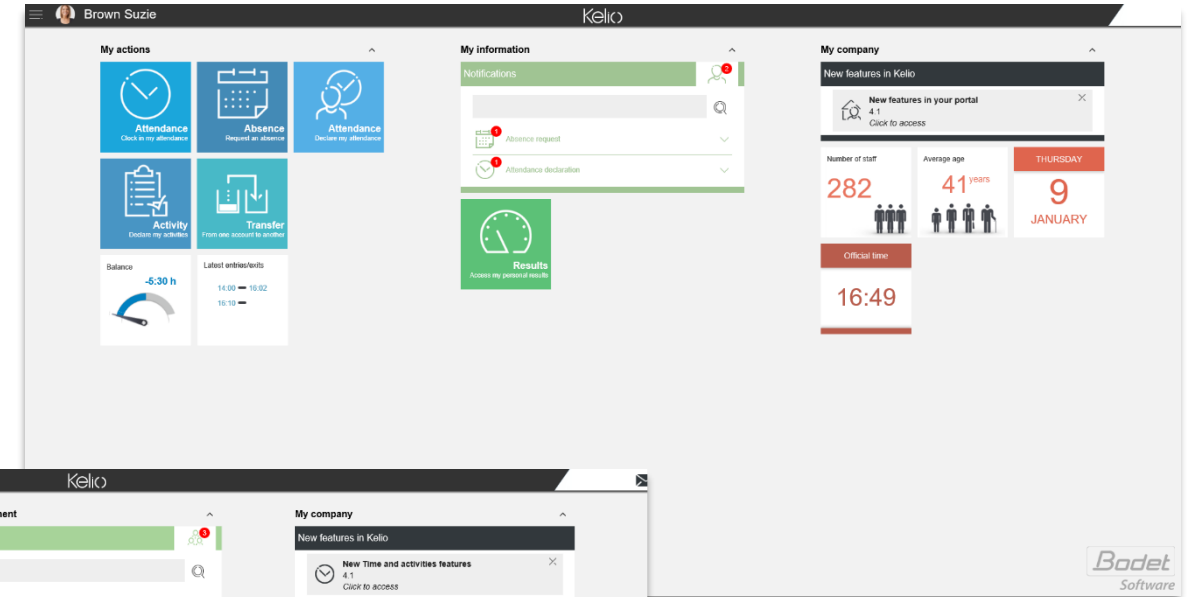 Brown Suzie
Kelio
My actions
Attendance
Clock in my attendance
Absence
Request an absence
Attendance
Declare my attendance
Activity
Declare my activities
Transfer
From one account to another
Balance
-5:30 h
Latest entries/exits
14:00 16:02
16:10
My information
Notifications
2
1
Absence request
1
Attendance declaration
Results
Access my personal results
My company
New features in Kelio
New features in your portal
4.1
Click to access
Number of staff
282
Average age
41 years
THURSDAY
9
JANUARY
Official time
16:49
Kelio
3
My company
New features in Kelio
New Time and activities features
4.1
Click to access
Bodet
Software